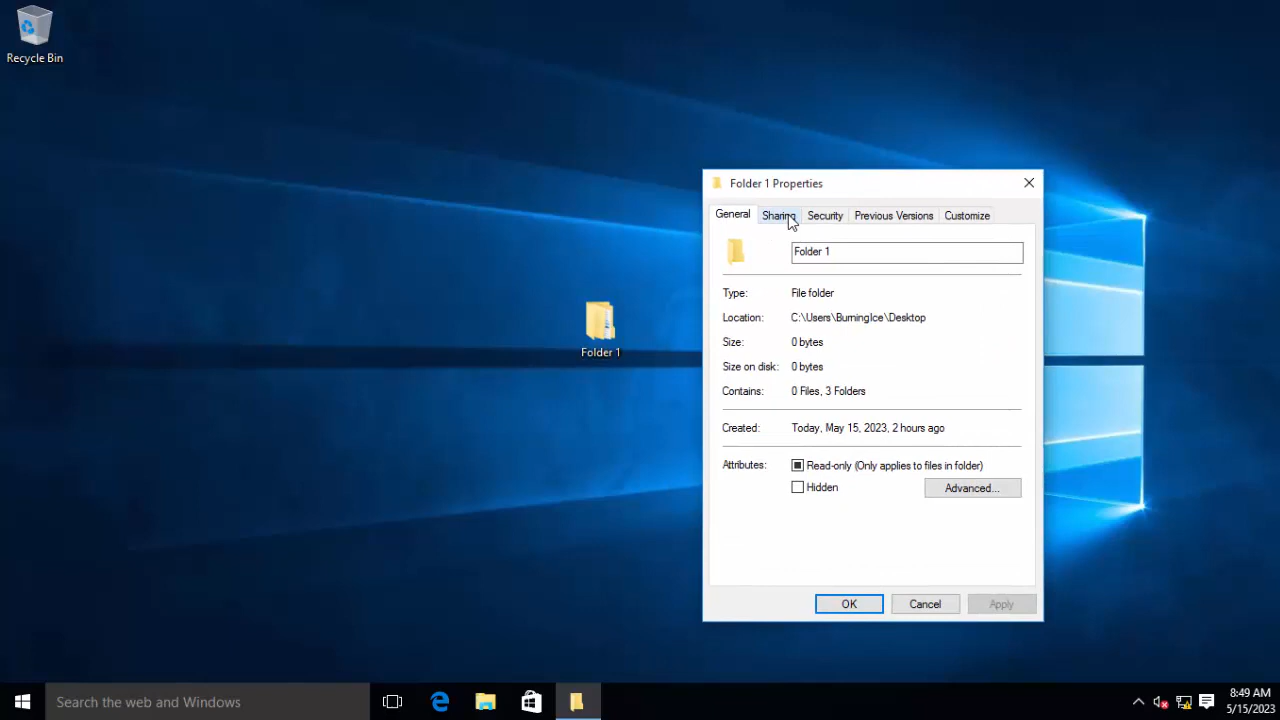 Recycle Bin
Folder 1
Folder 1 Properties
General Sharing Security Previous Versions Customize
Folder 1
Type: File folder
Location: C:\Users\BurningIce\Desktop
Size: 0 bytes
Size on disk: 0 bytes
Contains: 0 Files, 3 Folders
Created: Today, May 15, 2023, 2 hours ago
Attributes: Read-only (Only applies to files in folder)
Hidden Advanced...
OK Cancel Apply
Search the web and Windows
8:49 AM
5/15/2023